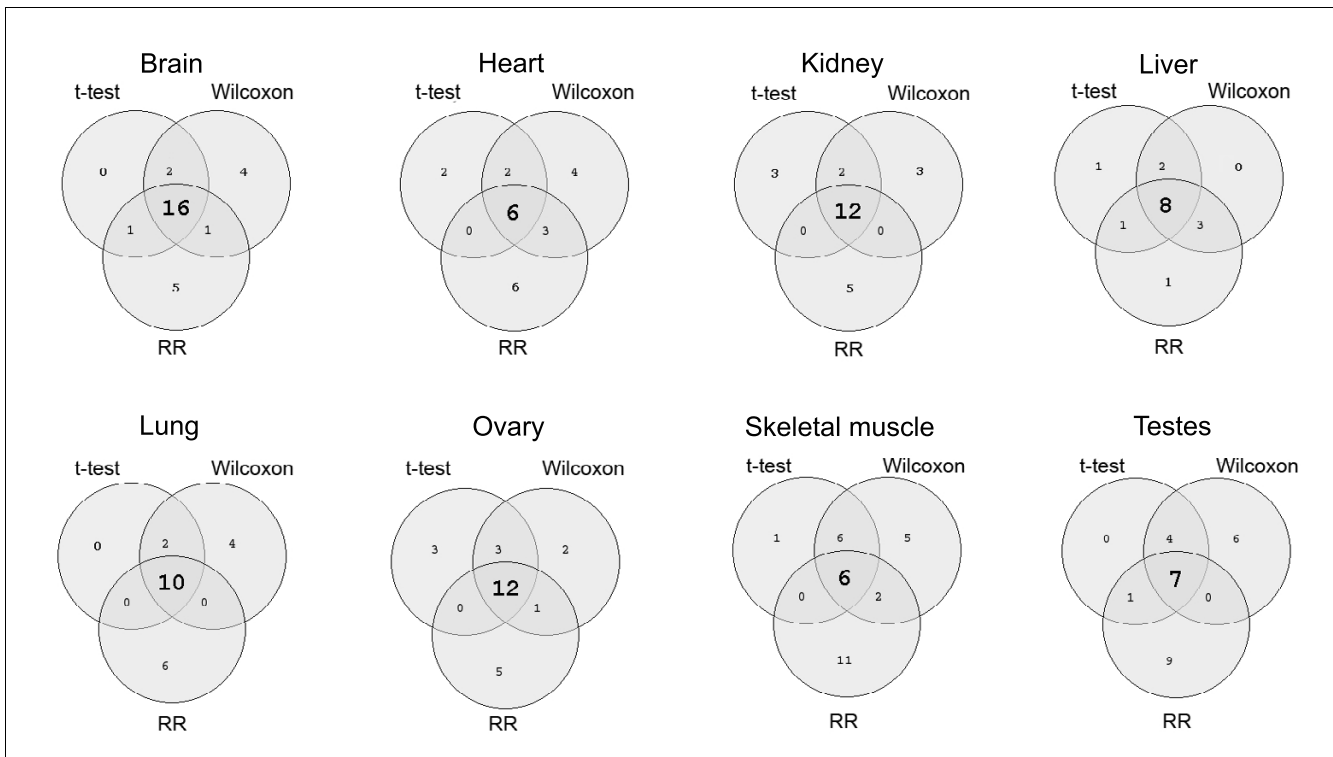 Brain
t-test Wilcoxon
0 2 4
16
1 1
5
RR
Heart
t-test Wilcoxon
2 2 4
6
0 3
6
RR
Kidney
t-test Wilcoxon
3 2 3
12
0 0
5
RR
Liver
t-test Wilcoxon
1 2 0
8
1 3
1
RR
Lung
t-test Wilcoxon
0 2 4
10
0 0
6
RR
Ovary
t-test Wilcoxon
3 3 2
12
0 1
5
RR
Skeletal muscle
t-test Wilcoxon
1 6 5
6
0 2
11
RR
Testes
t-test Wilcoxon
0 4 6
7
1 0
9
RR